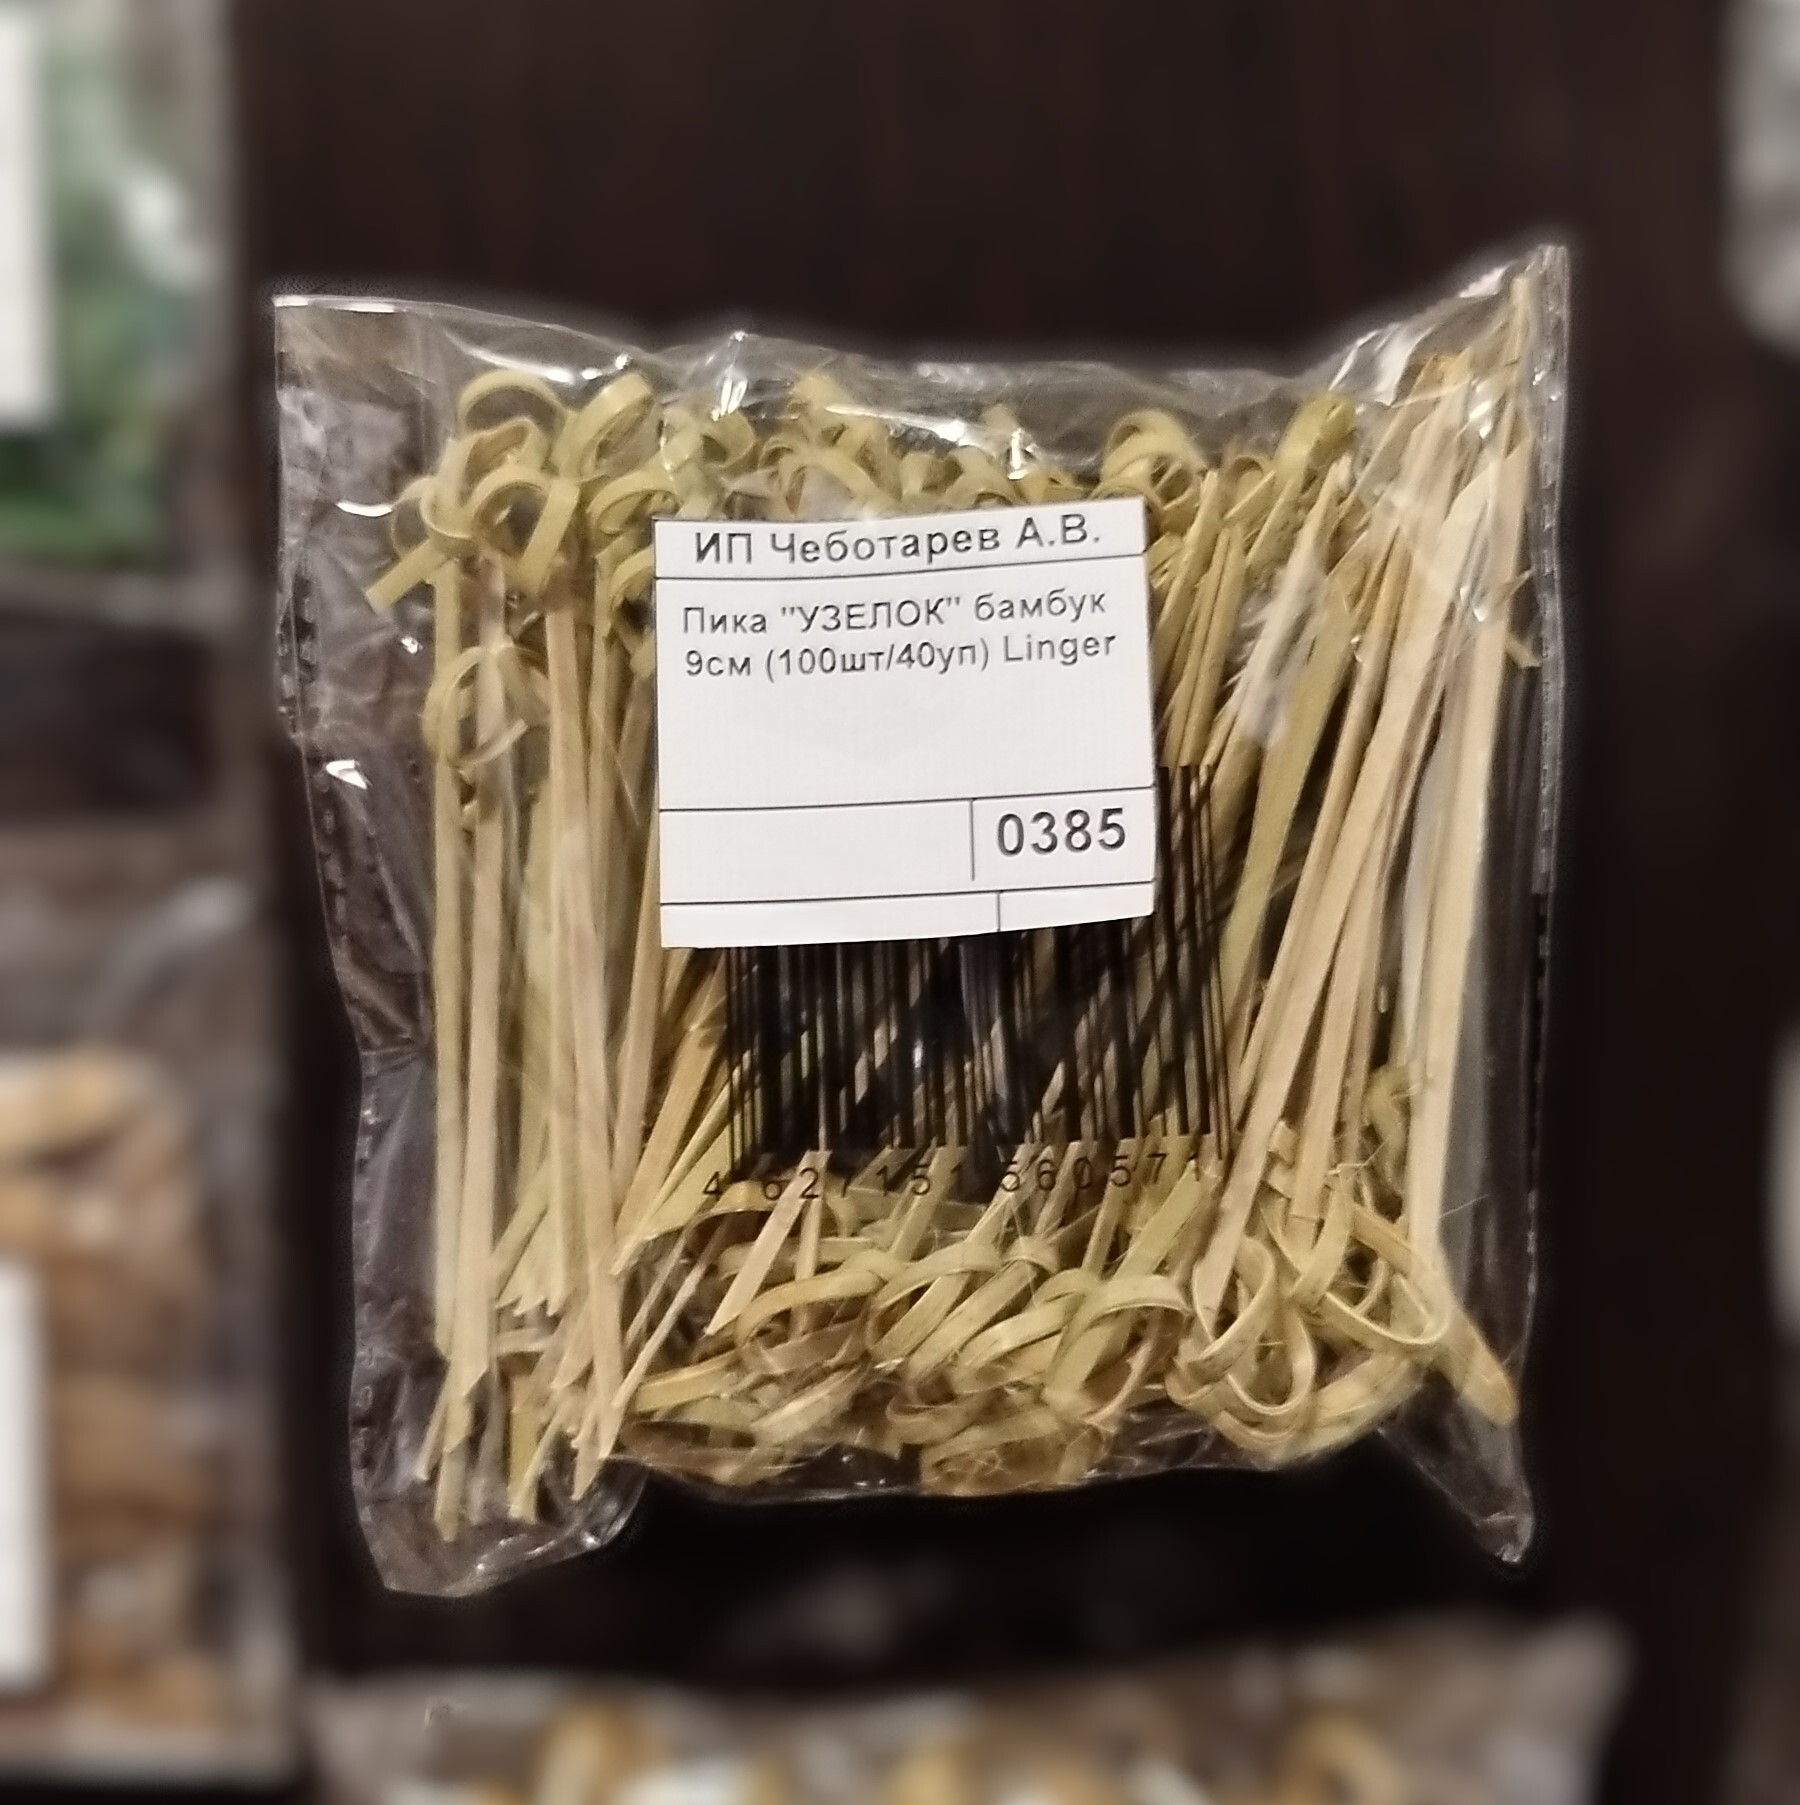 ИП Чеботарев А.В.
Пика "УЗЕЛОК" бамбук
9см (100шт/40уп) Linger
0385
4 627151 560571